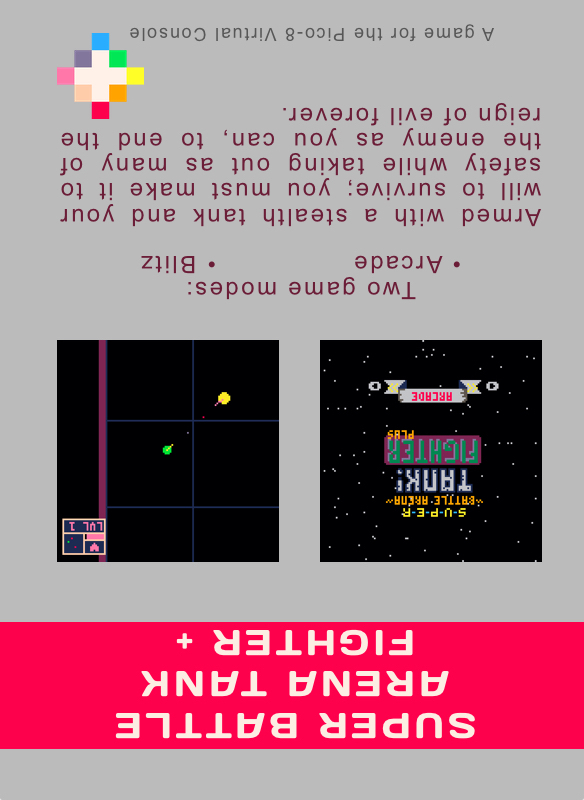 SUPER BATTLE
ARENA TANK
FIGHTER +
S-U-P-E-R
~BATTLE ARENA~
TANK!
FIGHTER
PLUS
ARCADE
LVL 1
Two game modes:
• Arcade
• Blitz
Armed with a stealth tank and your
will to survive; you must make it to
safety while taking out as many of
the enemy as you can, to end the
reign of evil forever.
A game for the Pico-8 Virtual Console